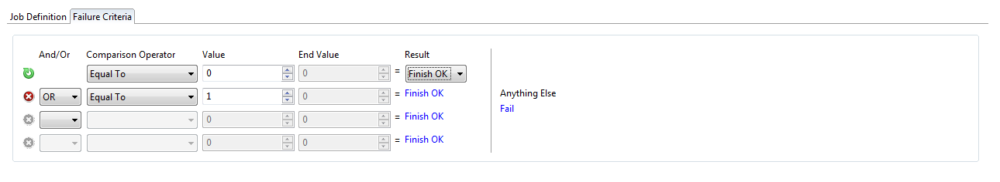 Job Definition Failure Criteria
And/Or Comparison Operator Value End Value Result
Equal To 0 0 = Finish OK
OR Equal To 1 0 = Finish OK
0 0 = Finish OK
0 0 = Finish OK
Anything Else
Fail